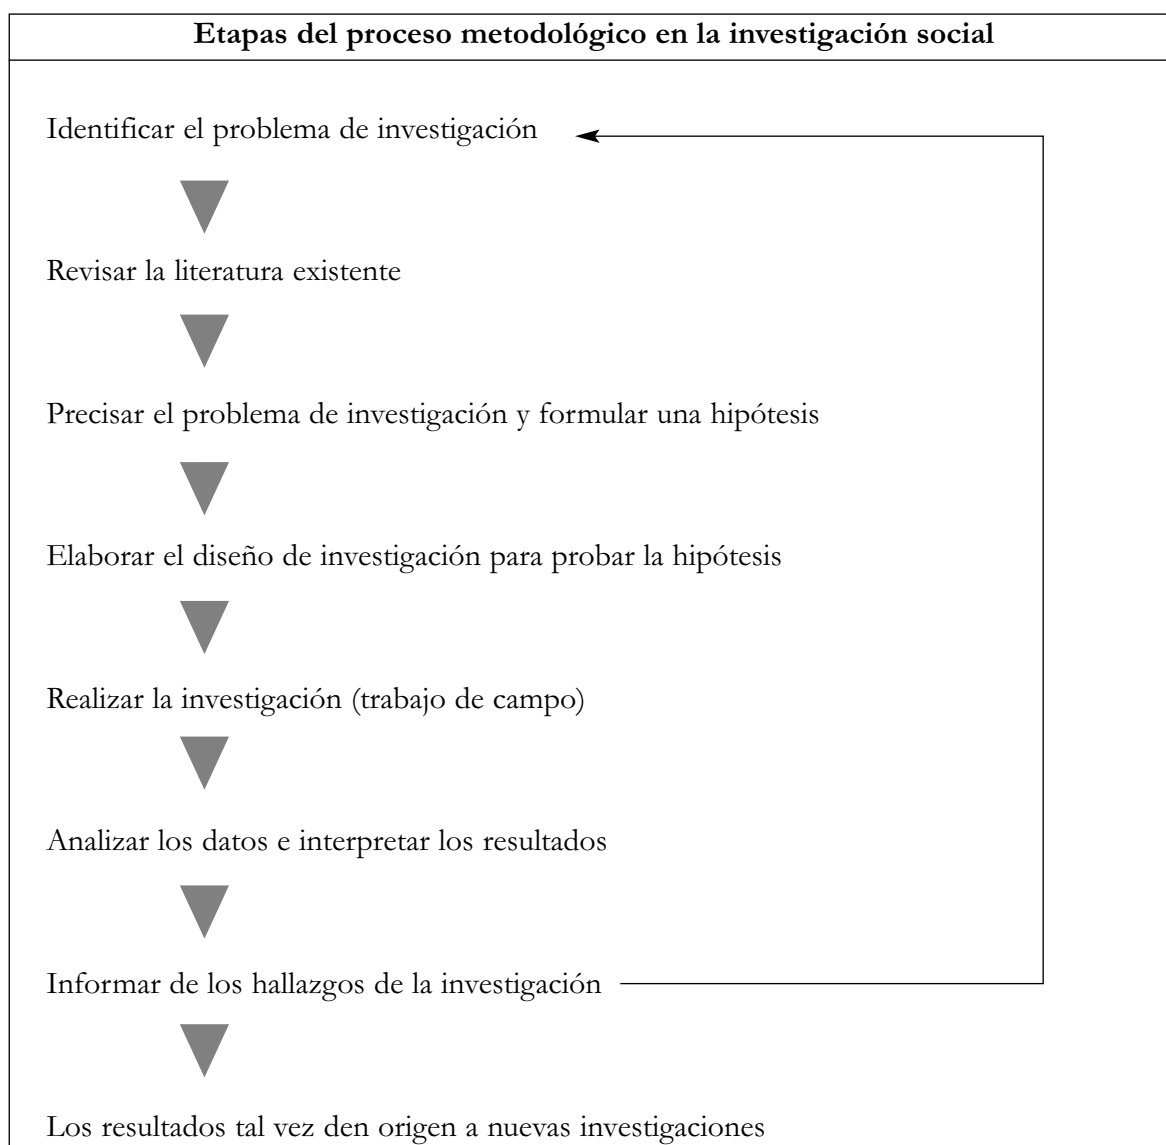 Etapas del proceso metodológico en la investigación social
Identificar el problema de investigación
Revisar la literatura existente
Precisar el problema de investigación y formular una hipótesis
Elaborar el diseño de investigación para probar la hipótesis
Realizar la investigación (trabajo de campo)
Analizar los datos e interpretar los resultados
Informar de los hallazgos de la investigación
Los resultados tal vez den origen a nuevas investigaciones